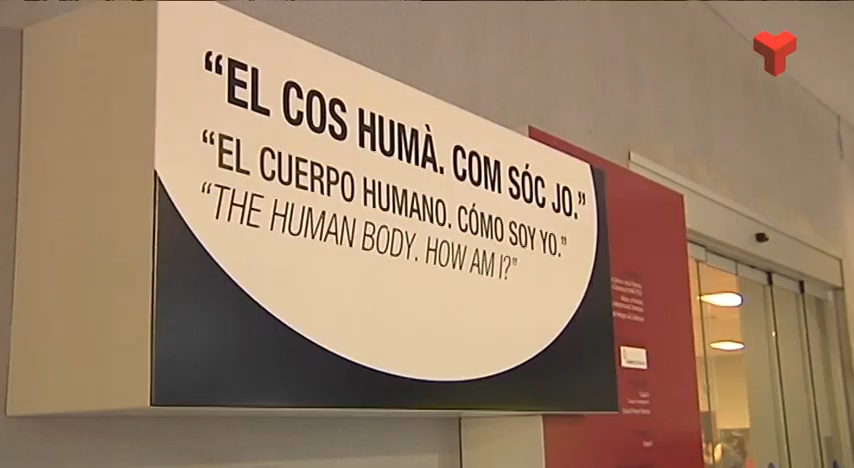 “EL COS HUMÀ. COM SÓC JO.”
“EL CUERPO HUMANO. CÓMO SOY YO.”
“THE HUMAN BODY. HOW AM I?”